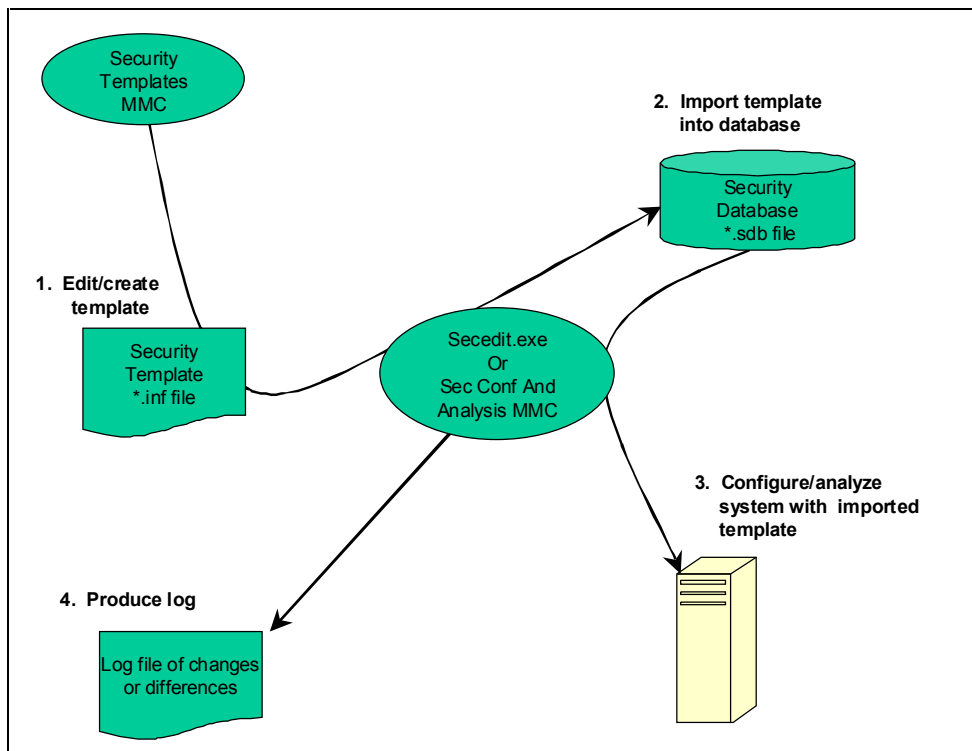 Security
Templates
MMC
2. Import template
into database
Security
Database
*.sdb file
1. Edit/create
template
Security
Template
*.inf file
Secedit.exe
Or
Sec Conf And
Analysis MMC
3. Configure/analyze
system with imported
template
4. Produce log
Log file of changes
or differences